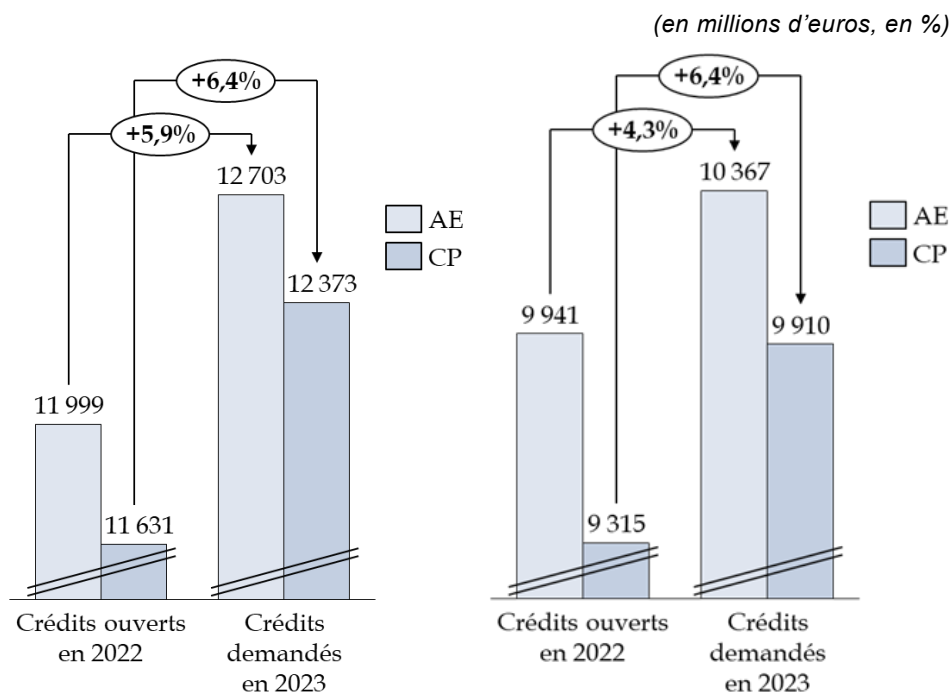 (en millions d'euros, en %)
+6,4%
+5,9%
12 703
12 373
11 999
11 631
AE
CP
Crédits ouverts
en 2022
Crédits
demandés
en 2023
+6,4%
+4,3%
10 367
9 941
9 910
9 315
AE
CP
Crédits ouverts
en 2022
Crédits
demandés
en 2023